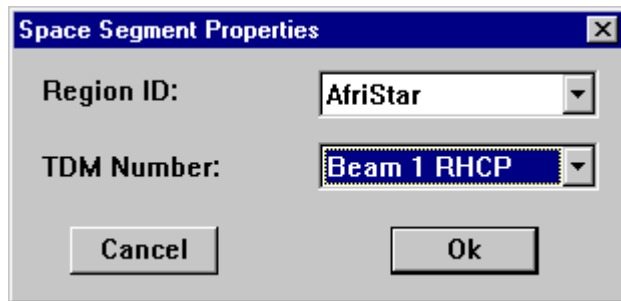 Space Segment Properties
Region ID: AfriStar
TDM Number: Beam 1 RHCP
Cancel Ok